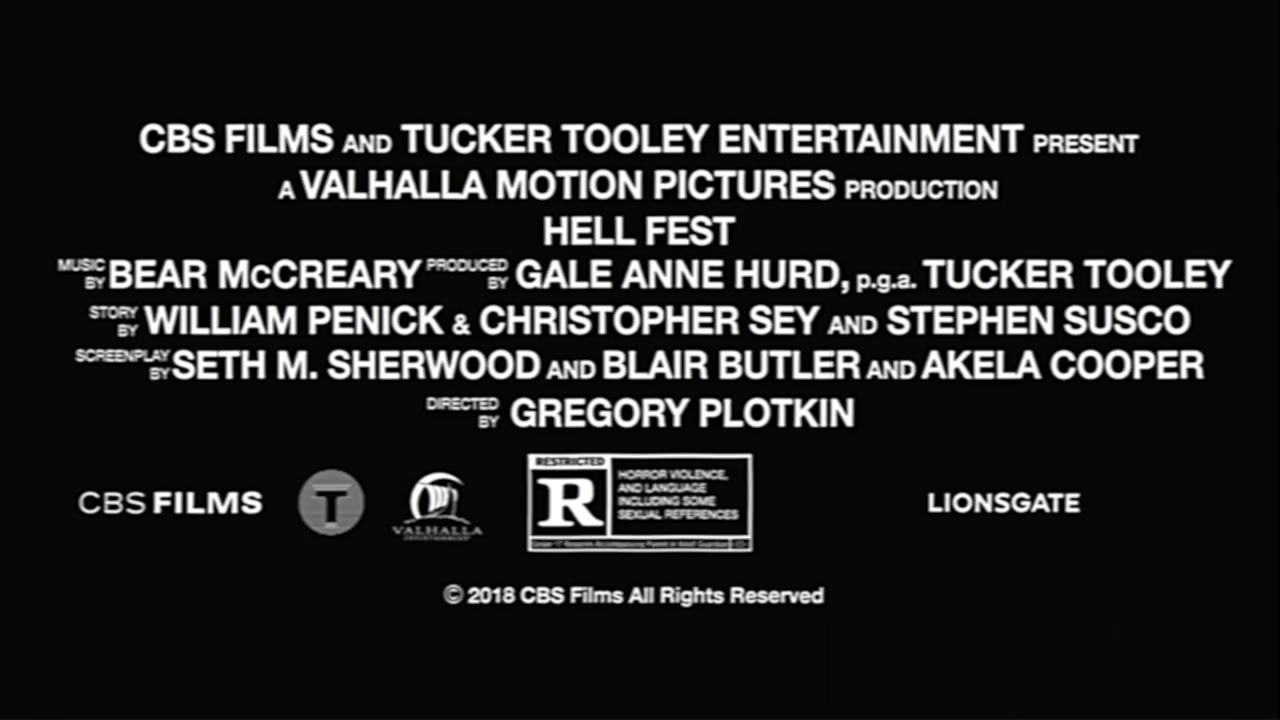 CBS FILMS AND TUCKER TOOLEY ENTERTAINMENT PRESENT
A VALHALLA MOTION PICTURES PRODUCTION
HELL FEST
MUSIC BY BEAR McCREARY PRODUCED BY GALE ANNE HURD, p.g.a. TUCKER TOOLEY
STORY BY WILLIAM PENICK & CHRISTOPHER SEY AND STEPHEN SUSCO
SCREENPLAY BY SETH M. SHERWOOD AND BLAIR BUTLER AND AKELA COOPER
DIRECTED BY GREGORY PLOTKIN
CBS FILMS
T
VALHALLA
ENTERTAINMENT
RESTRICTED
R
HORROR VIOLENCE,
AND LANGUAGE
INCLUDING SOME
SEXUAL REFERENCES
LIONSGATE
© 2018 CBS Films All Rights Reserved